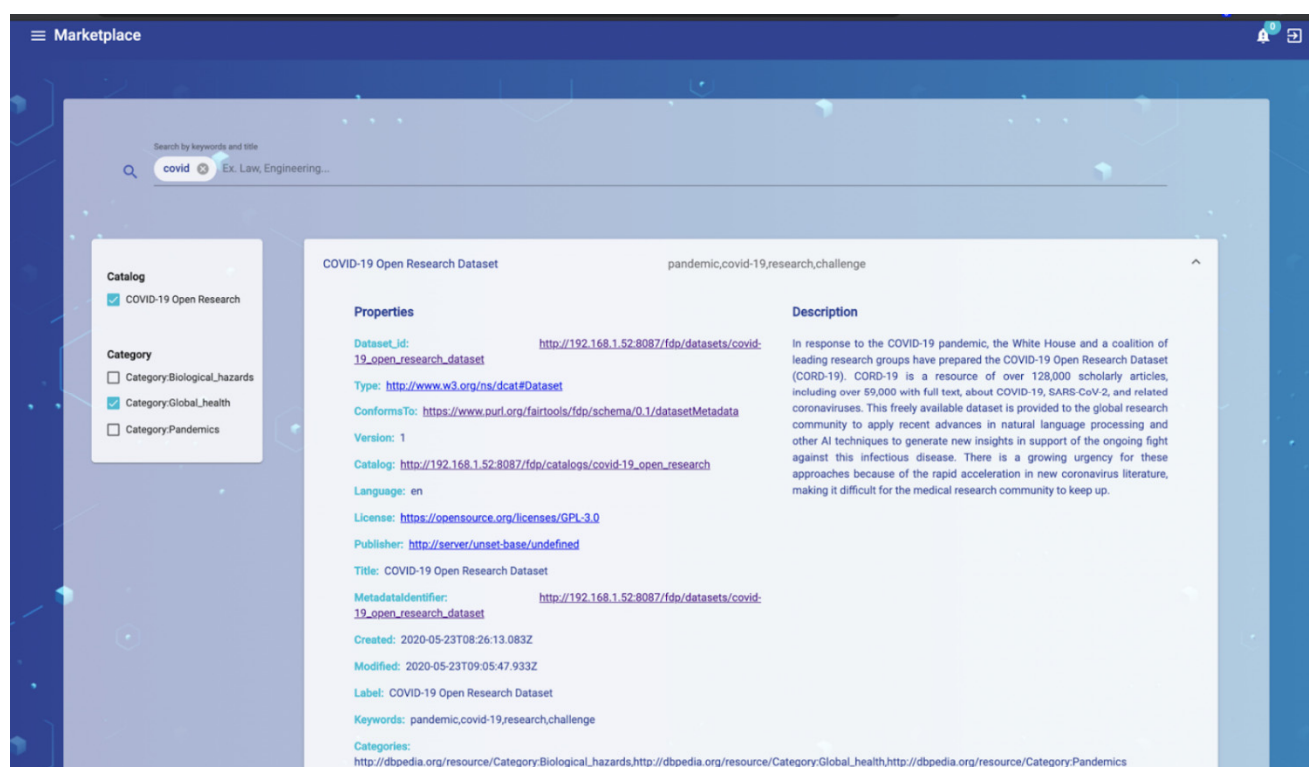 Marketplace
0
Search by keywords and title
covid Ex. Law, Engineering...
Catalog
COVID-19 Open Research
Category
Category:Biological_hazards
Category:Global_health
Category:Pandemics
COVID-19 Open Research Dataset pandemic,covid-19,research,challenge
Properties
Dataset_id: http://192.168.1.52:8087/fdp/datasets/covid-
19_open_research_dataset
Type: http://www.w3.org/ns/dcat#Dataset
ConformsTo: https://www.purl.org/fairtools/fdp/schema/0.1/datasetMetadata
Version: 1
Catalog: http://192.168.1.52:8087/fdp/catalogs/covid-19_open_research
Language: en
License: https://opensource.org/licenses/GPL-3.0
Publisher: http://server/unset-base/undefined
Title: COVID-19 Open Research Dataset
MetadataIdentifier: http://192.168.1.52:8087/fdp/datasets/covid-
19_open_research_dataset
Created: 2020-05-23T08:26:13.083Z
Modified: 2020-05-23T09:05:47.933Z
Label: COVID-19 Open Research Dataset
Keywords: pandemic,covid-19,research,challenge
Categories:
http://dbpedia.org/resource/Category:Biological_hazards,http://dbpedia.org/resource/Category:Global_health,http://dbpedia.org/resource/Category:Pandemics
Description
In response to the COVID-19 pandemic, the White House and a coalition of
leading research groups have prepared the COVID-19 Open Research Dataset
(CORD-19). CORD-19 is a resource of over 128,000 scholarly articles,
including over 59,000 with full text, about COVID-19, SARS-CoV-2, and related
coronaviruses. This freely available dataset is provided to the global research
community to apply recent advances in natural language processing and
other AI techniques to generate new insights in support of the ongoing fight
against this infectious disease. There is a growing urgency for these
approaches because of the rapid acceleration in new coronavirus literature,
making it difficult for the medical research community to keep up.